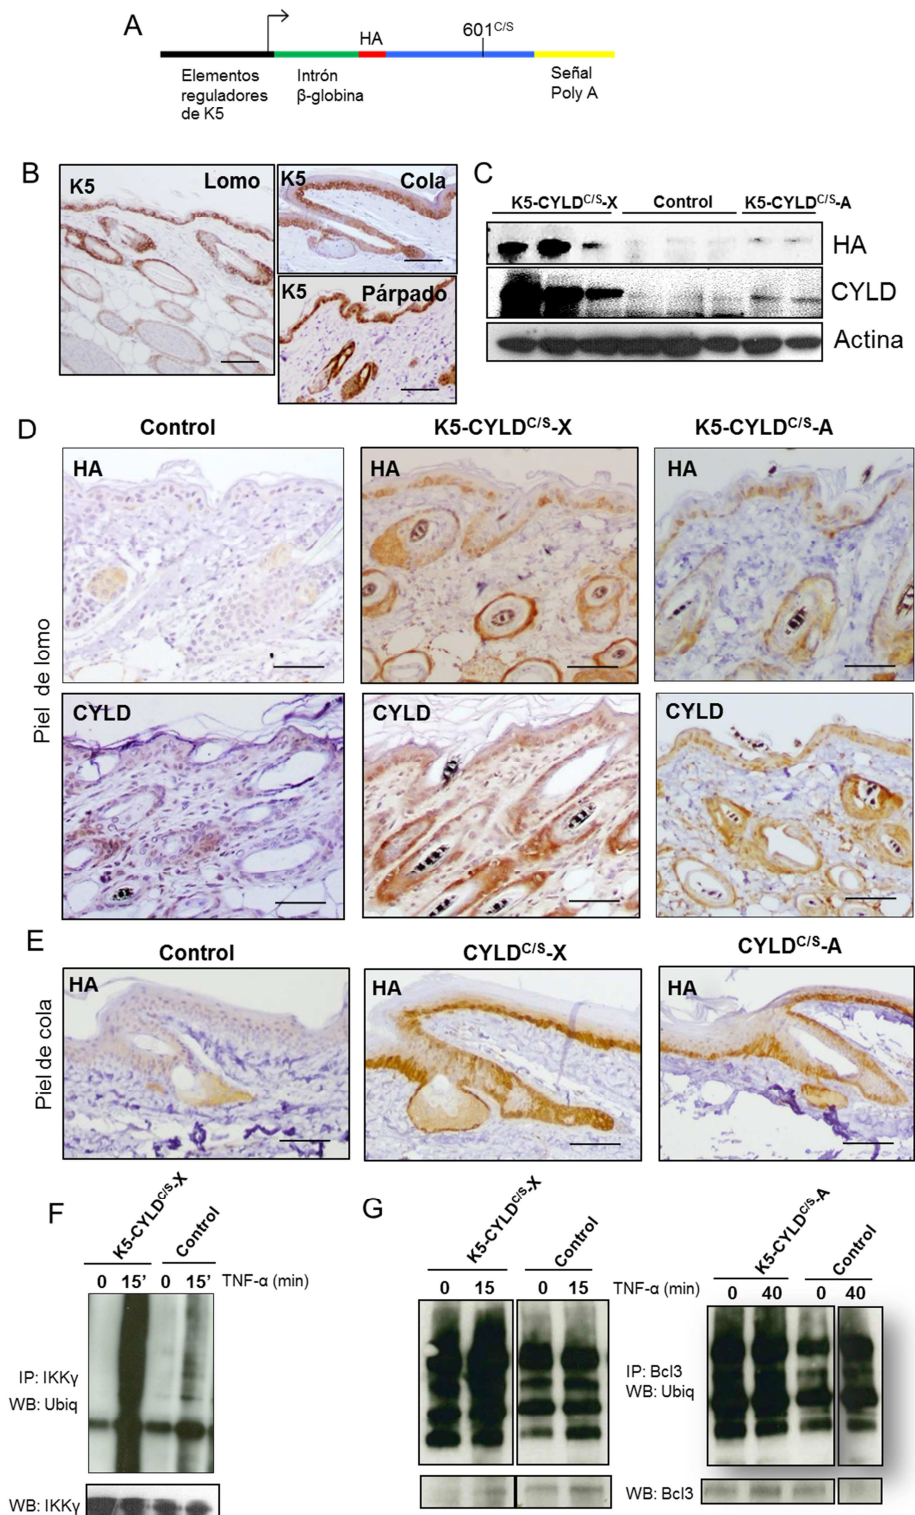 A
HA
601C/S
Elementos
reguladores
de K5
Intrón
β-globina
Señal
Poly A
B
K5
Lomo
K5
Cola
K5
Párpado
C
K5-CYLDC/S-X
Control
K5-CYLDC/S-A
HA
CYLD
Actina
D
Control
K5-CYLDC/S-X
K5-CYLDC/S-A
Piel de lomo
HA
HA
HA
CYLD
CYLD
CYLD
E
Control
CYLDC/S-X
CYLDC/S-A
Piel de cola
HA
HA
HA
F
K5-CYLDC/S-X
Control
0 15' 0 15' TNF-α (min)
IP: IKKγ
WB: Ubiq
WB: IKKγ
G
K5-CYLDC/S-X
Control
0 15 0 15 TNF-α (min)
K5-CYLDC/S-A
Control
0 40 0 40
IP: Bcl3
WB: Ubiq
WB: Bcl3